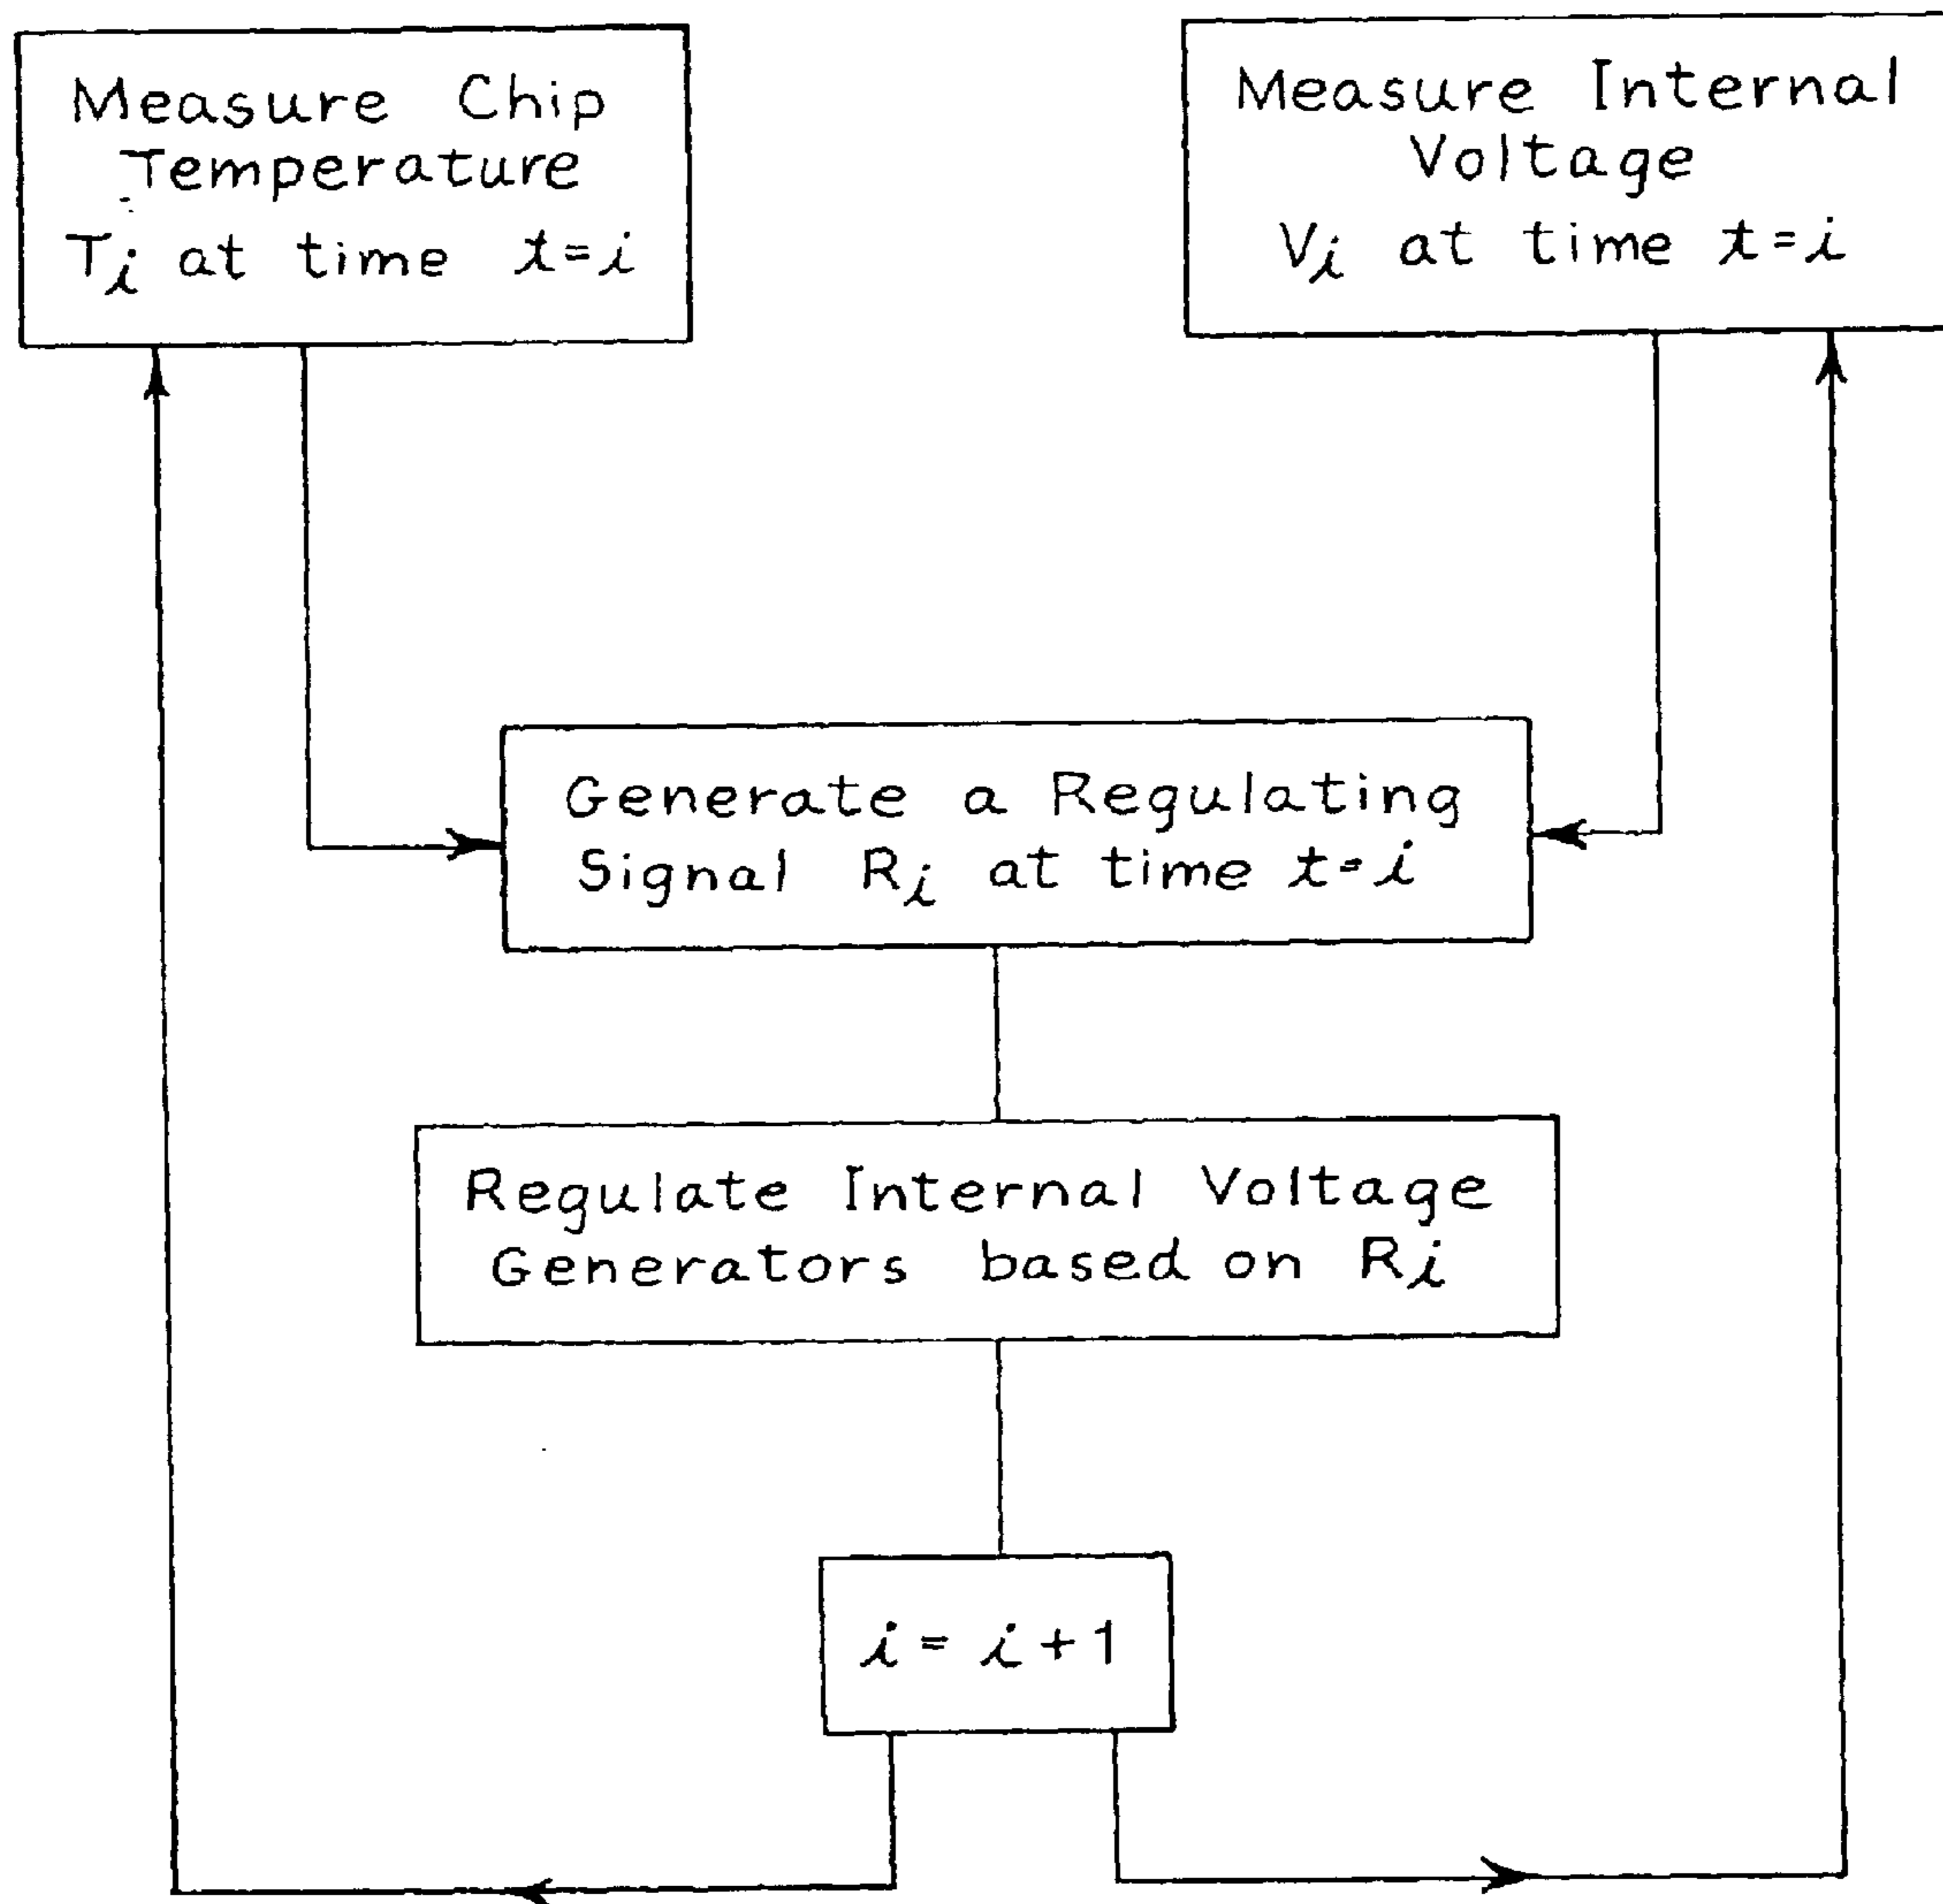 Measure Chip
Temperature
Ti at time t=i
Measure Internal
Voltage
Vi at time t=i
Generate a Regulating
Signal Ri at time t=i
Regulate Internal Voltage
Generators based on Ri
i = i + 1